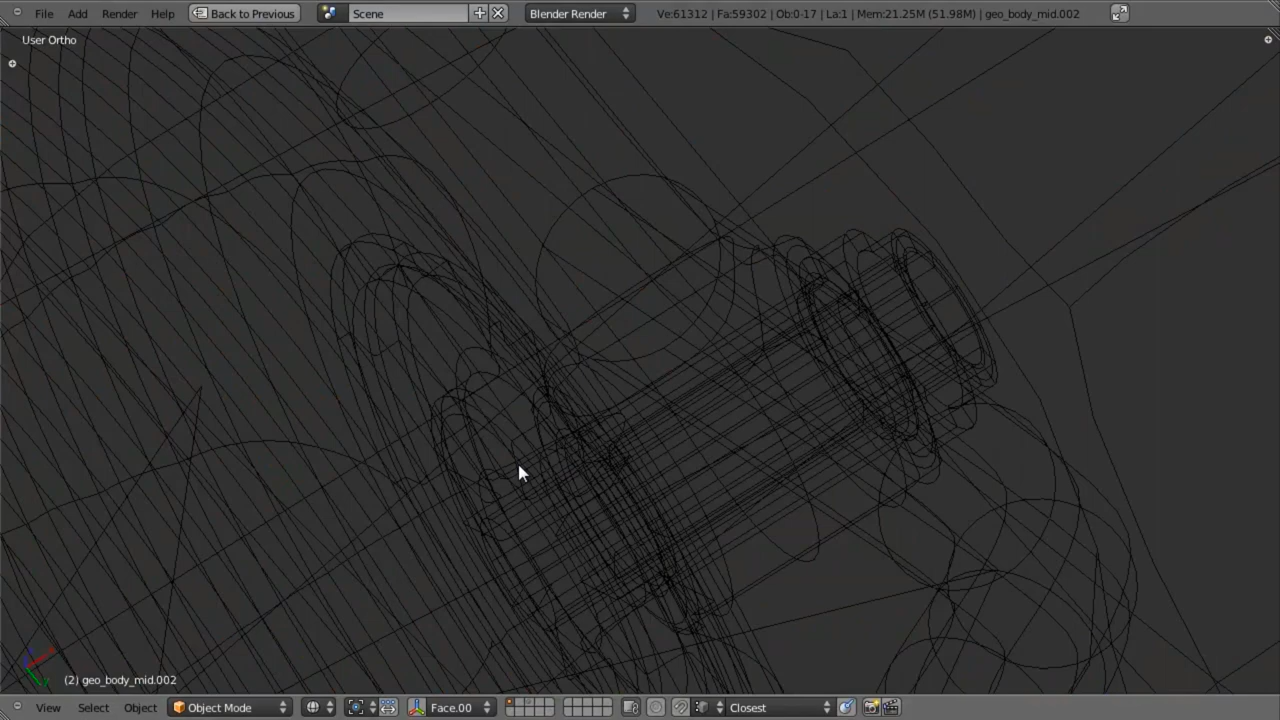 File Add Render Help Back to Previous Scene Blender Render Ve:61312 | Fa:59302 | Ob:0-17 | La:1 | Mem:21.25M (51.98M) | geo_body_mid.002
User Ortho
(2) geo_body_mid.002
View Select Object Object Mode Face.00 Closest